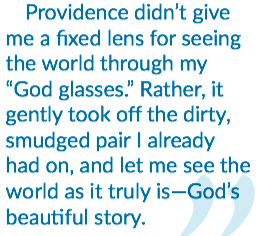 Providence didn’t give
me a fixed lens for seeing
the world through my
“God glasses.” Rather, it
gently took off the dirty,
smudged pair I already
had on, and let me see the
world as it truly is—God’s
beautiful story.
”